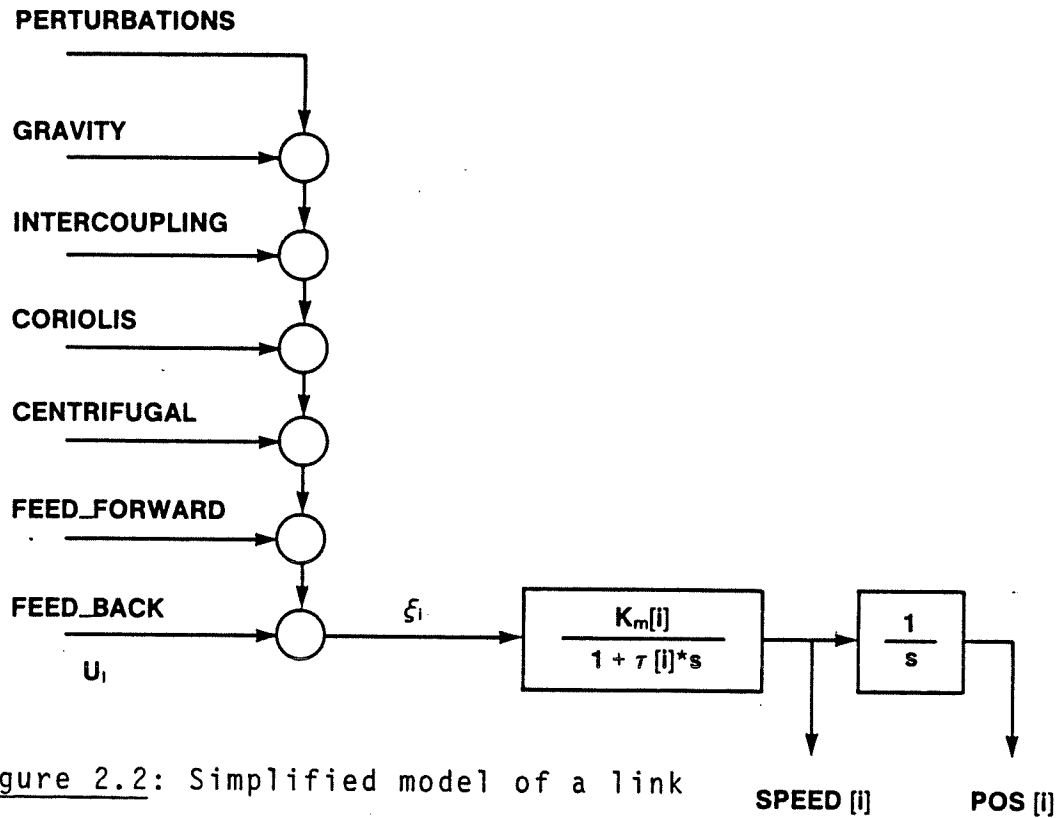 PERTURBATIONS
GRAVITY
INTERCOUPLING
CORIOLIS
CENTRIFUGAL
FEED_FORWARD
FEED_BACK
Uᵢ
ξᵢ
Kₘ[i]
1 + τ [i]*s
1
s
gure 2.2: Simplified model of a link
SPEED [i]
POS [i]